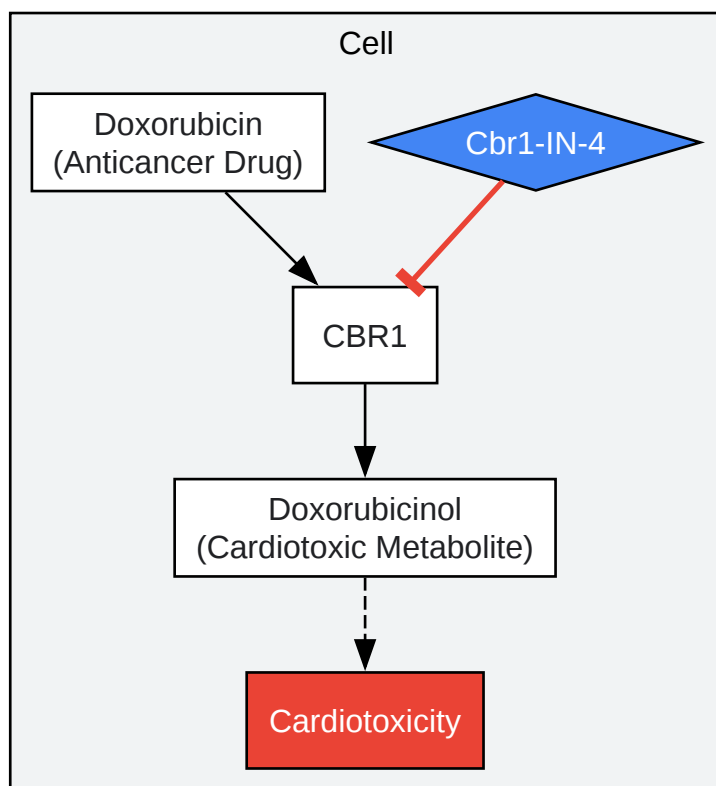 Cell
Doxorubicin
(Anticancer Drug)
Cbr1-IN-4
CBR1
Doxorubicinol
(Cardiotoxic Metabolite)
Cardiotoxicity